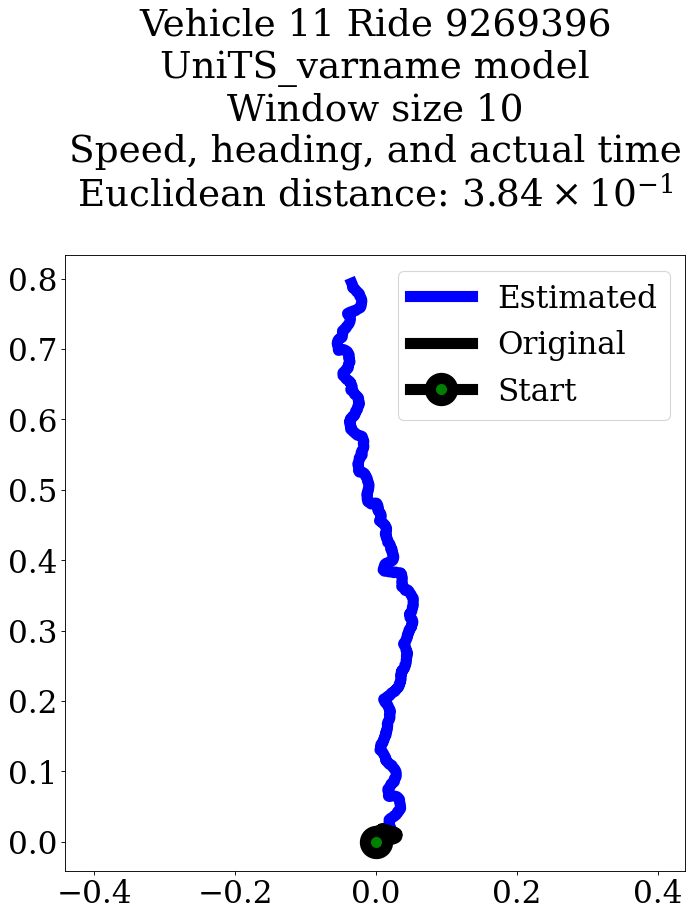 Vehicle 11 Ride 9269396
UniTS_varname model
Window size 10
Speed, heading, and actual time
Euclidean distance: 3.84 × 10⁻¹
Estimated
Original
Start
0.8
0.7
0.6
0.5
0.4
0.3
0.2
0.1
0.0
−0.4 −0.2 0.0 0.2 0.4